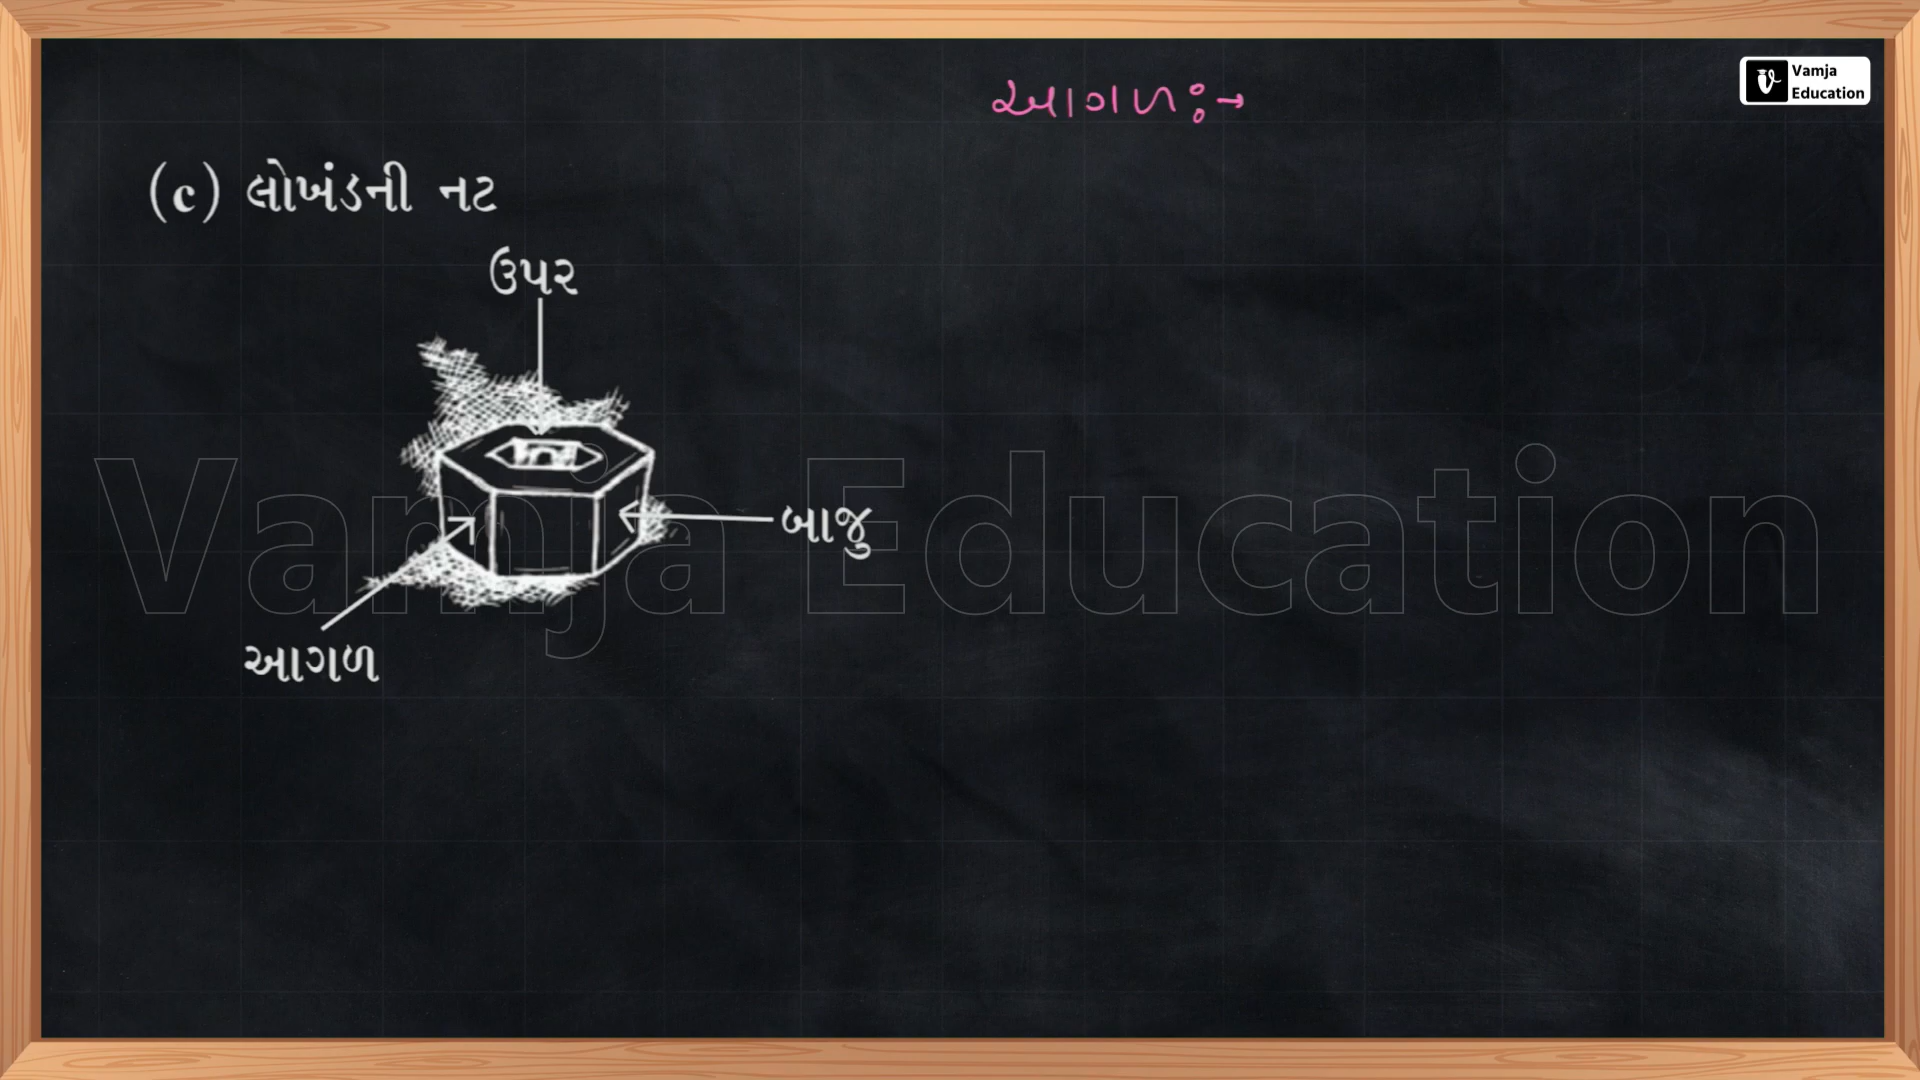 આગળ:→
Vamja
Education
(c) લોખંડની નટ
ઉપર
બાજુ
Vamja Education
આગળ